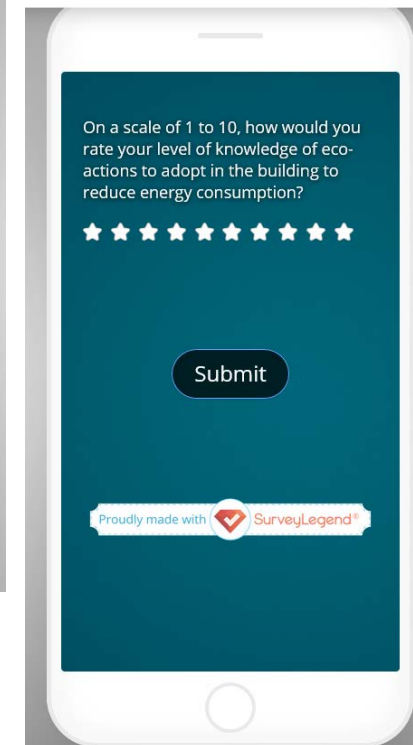 On a scale of 1 to 10, how would you
rate your level of knowledge of eco-
actions to adopt in the building to
reduce energy consumption?
Submit
Proudly made with SurveyLegend®